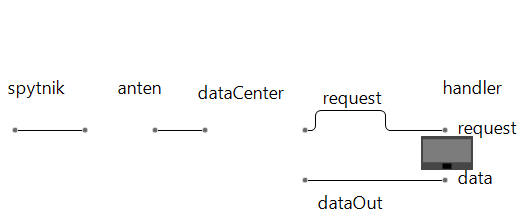 spytnik
anten
dataCenter
request
handler
request
data
dataOut